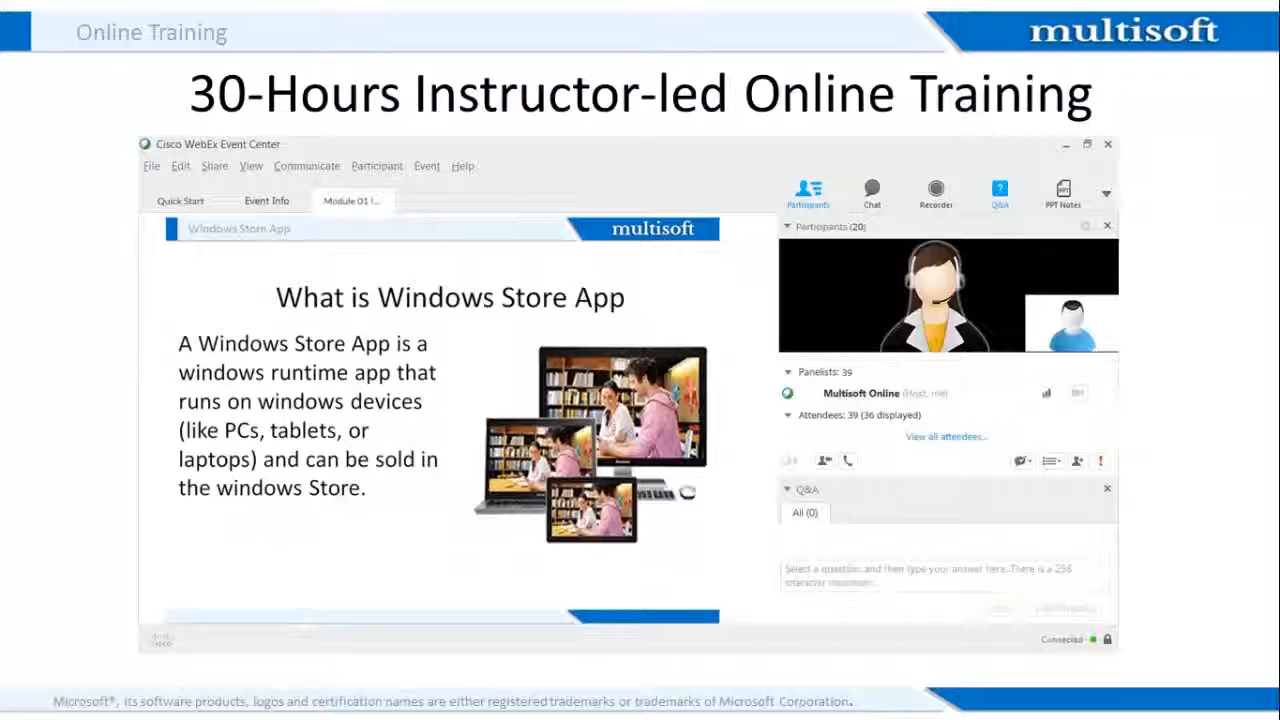 Online Training
multisoft
30-Hours Instructor-led Online Training
Cisco WebEx Event Center
File Edit Share View Communicate Participant Event Help
Quick Start Event Info Module 01 I...
Participants Chat Recorder Q&A PPT Notes
Windows Store App
multisoft
What is Windows Store App
A Windows Store App is a
windows runtime app that
runs on windows devices
(like PCs, tablets, or
laptops) and can be sold in
the windows Store.
Participants (20)
Panelists: 39
Multisoft Online (Host, me)
Attendees: 39 (36 displayed)
View all attendees...
Q&A
All (0)
Select a question, and then type your answer here. There is a 256
character
Connected
Microsoft®, its software products, logos and certification names are either registered trademarks or trademarks of Microsoft Corporation.